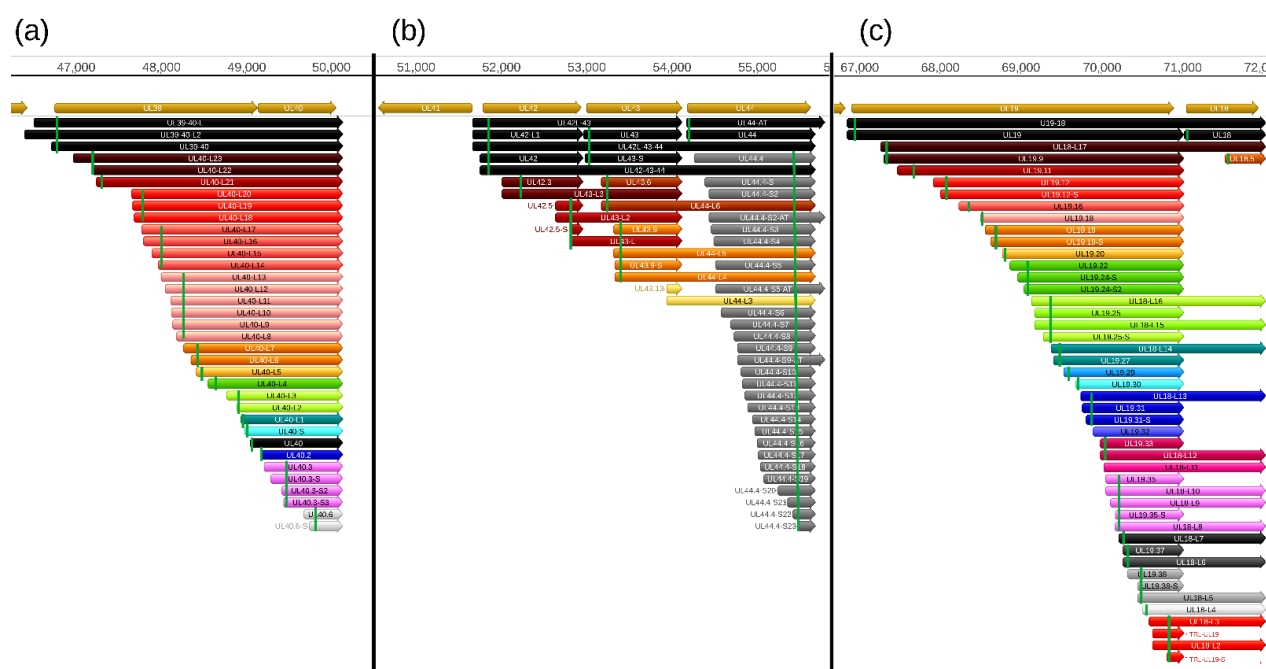 (a)
(b)
(c)
47,000 48,000 49,000 50,000
51,000 52,000 53,000 54,000 55,000 5
67,000 68,000 69,000 70,000 71,000 72,0
UL39 UL40
UL39-40-L
UL39-40-L2
UL39-40
UL40-L23
UL40-L22
UL40-L21
UL40-L20
UL40-L19
UL40-L18
UL40-L17
UL40-L16
UL40-L15
UL40-L14
UL40-L13
UL40-L12
UL40-L11
UL40-L10
UL40-L9
UL40-L8
UL40-L7
UL40-L6
UL40-L5
UL40-L4
UL40-L3
UL40-L2
UL40-L1
UL40-S
UL40
UL40.2
UL40.3
UL40.3-S
UL40.3-S2
UL40.3-S3
UL40.6
UL40.6-S
UL41 UL42 UL43 UL44
UL42L-43 UL44-AT
UL42-L1 UL43 UL44
UL42L-43-44
UL42 UL43-S UL44.4
UL42-43-44
UL42.3 UL43.6 UL44.4-S
UL43-L3 UL44.4-S2
UL42.5 UL44-L6
UL43-L2 UL44.4-S2-AT
UL42.5-S UL43.9 UL44.4-S3
UL43-L UL44.4-S4
UL44-L5
UL43.9-S UL44.4-S5
UL44-L4
UL43.13 UL44.4-S5-AT
UL44-L3
UL44.4-S6
UL44.4-S7
UL44.4-S8
UL44.4-S9
UL44.4-S9-AT
UL44.4-S10
UL44.4-S11
UL44.4-S12
UL44.4-S13
UL44.4-S14
UL44.4-S15
UL44.4-S16
UL44.4-S17
UL44.4-S18
UL44.4-S19
UL44.4-S20
UL44.4-S21
UL44.4-S22
UL44.4-S23
UL19 UL18
U19-18
UL19 UL18
UL18-L17
UL19.9 UL18.5
UL19.11
UL19.12
UL19.12-S
UL19.16
UL19.18
UL19.19
UL19.19-S
UL19.20
UL19.22
UL19.24-S
UL19.24-S2
UL18-L16
UL19.25
UL18-L15
UL19.25-S
UL18-L14
UL19.27
UL19.29
UL19.30
UL18-L13
UL19.31
UL19.31-S
UL19.32
UL19.33
UL18-L12
UL18-L11
UL19.35
UL18-L10
UL18-L9
UL19.35-S
UL18-L8
UL18-L7
UL19.37
UL18-L6
UL19.38
UL19.38-S
UL18-L5
UL18-L4
UL18-L3
TRL-UL19
UL18-L2
TRL-UL19-S